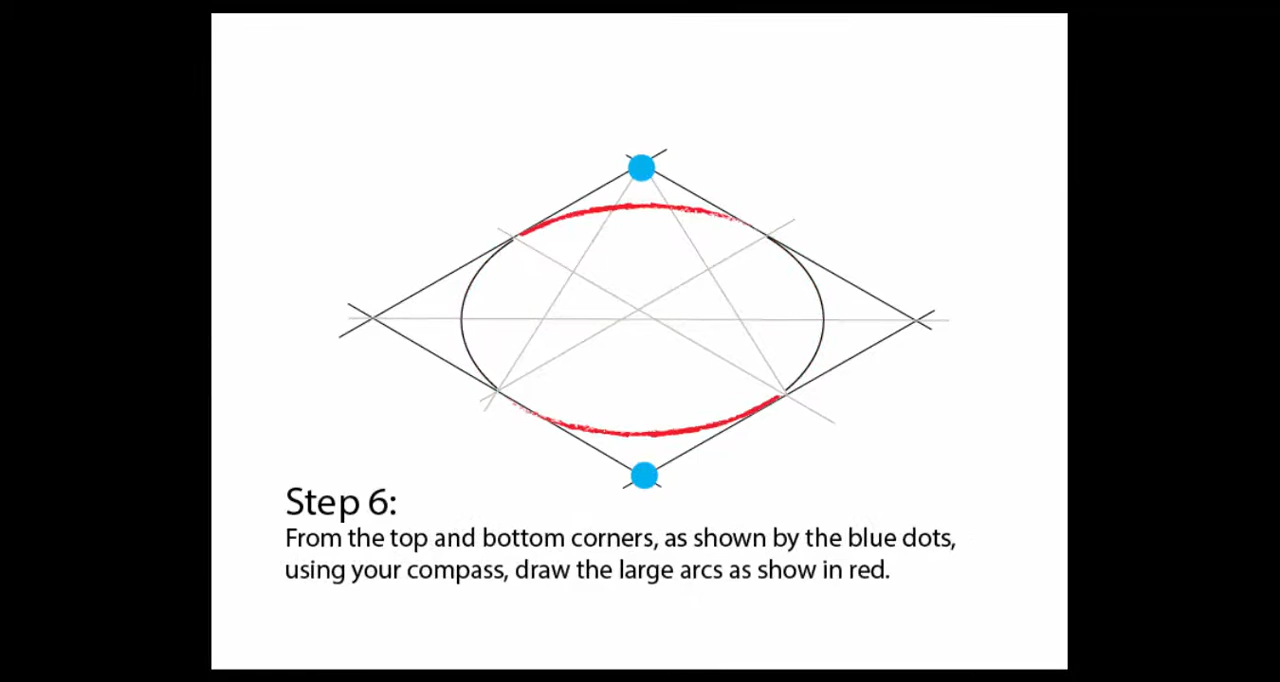 Step 6:
From the top and bottom corners, as shown by the blue dots,
using your compass, draw the large arcs as show in red.